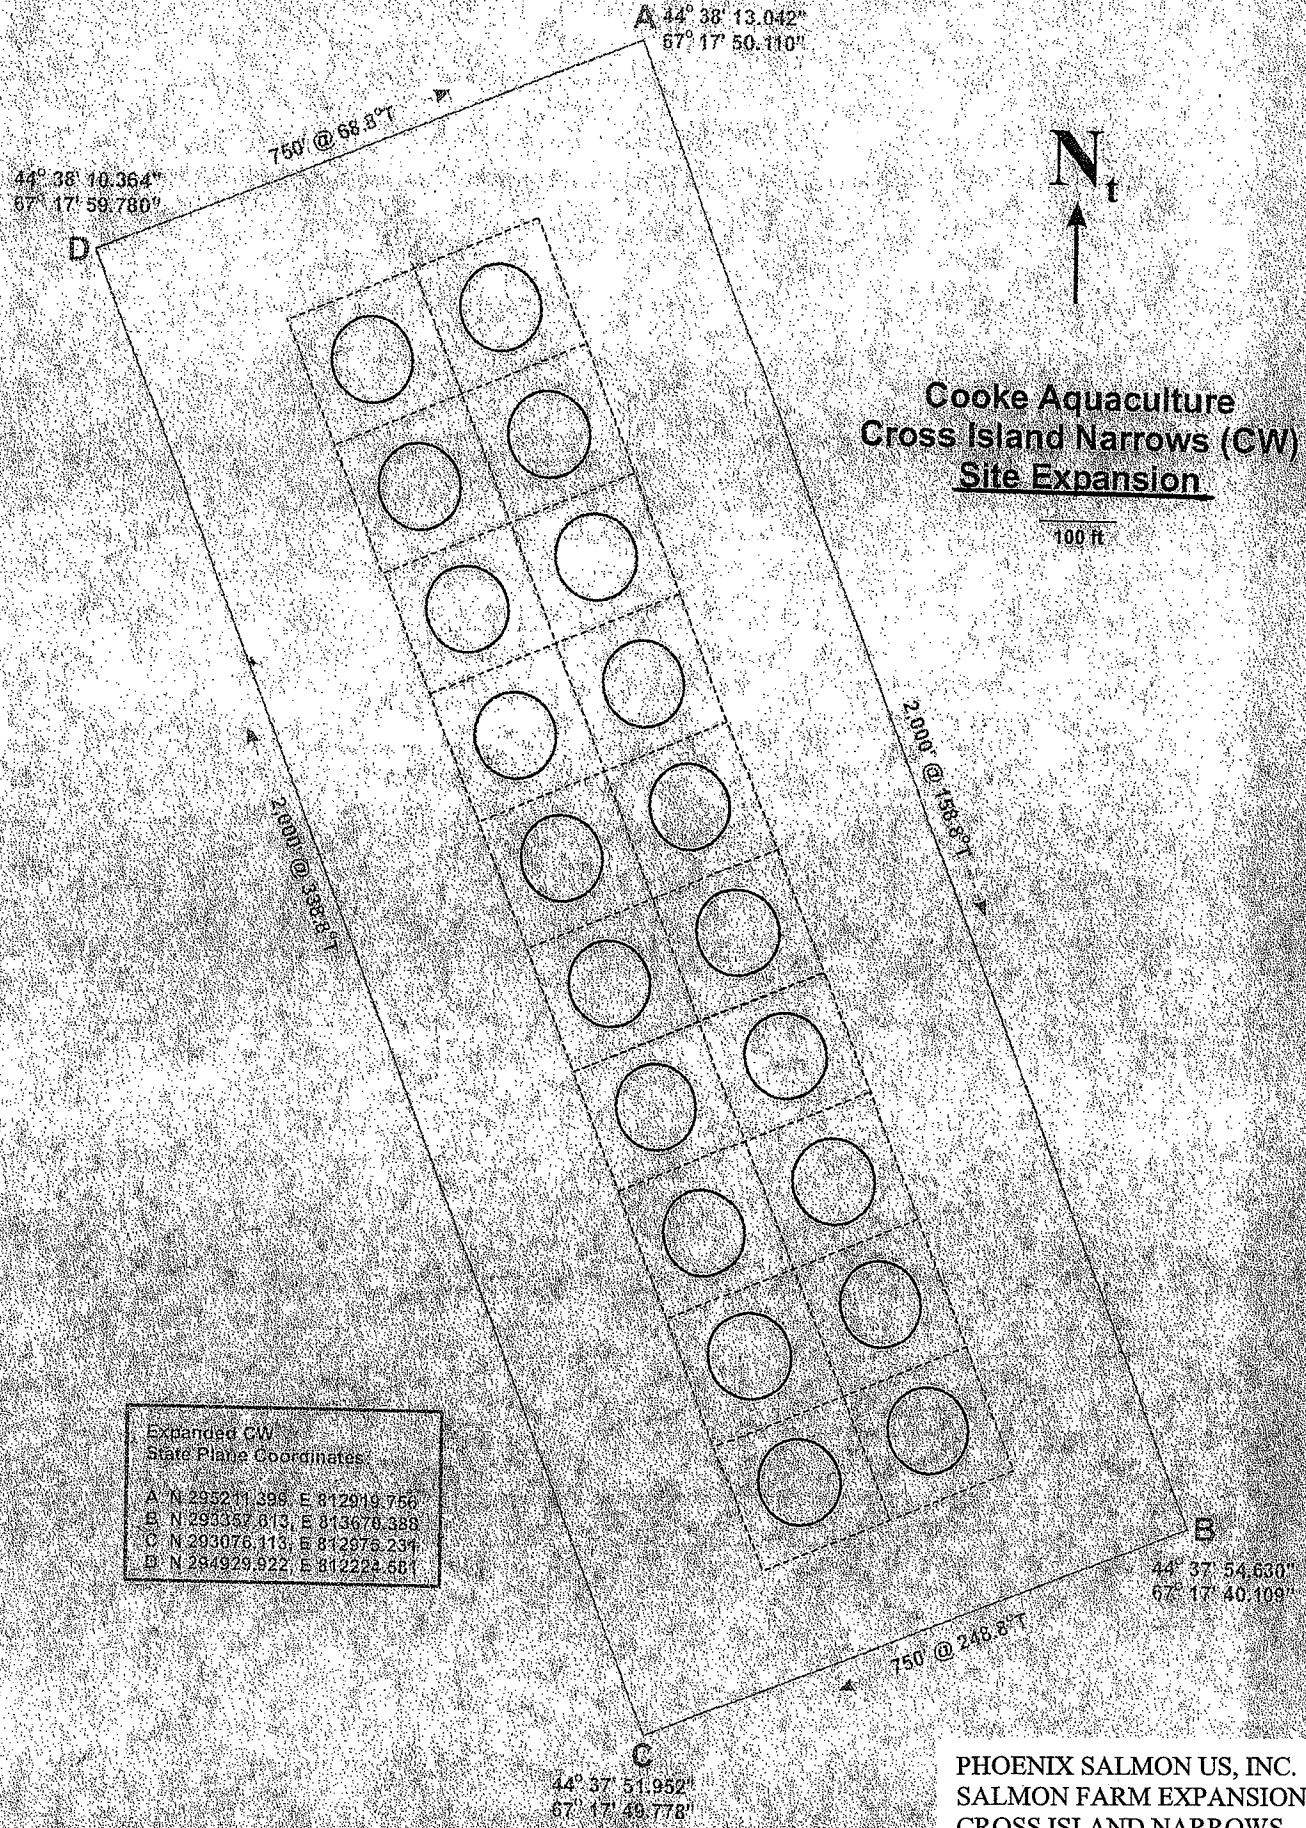 A 44° 38' 13.042"
67° 17' 50.110"
750' @ 68.8°T
44° 38' 10.364"
67° 17' 59.780"
D
Nt
Cooke Aquaculture
Cross Island Narrows (CW)
Site Expansion
100 ft
2,000' @ 158.8°T
2,000' @ 338.8°T
Expanded CW
State Plane Coordinates
A N 295211.399, E 812919.756
B N 293357.613, E 813670.388
C N 293076.113, E 812975.231
D N 294929.922, E 812224.581
B
44° 37' 54.630"
67° 17' 40.109"
750' @ 248.8°T
C
44° 37' 51.952"
67° 17' 49.778"
PHOENIX SALMON US, INC.
SALMON FARM EXPANSION
CROSS ISLAND NARROWS